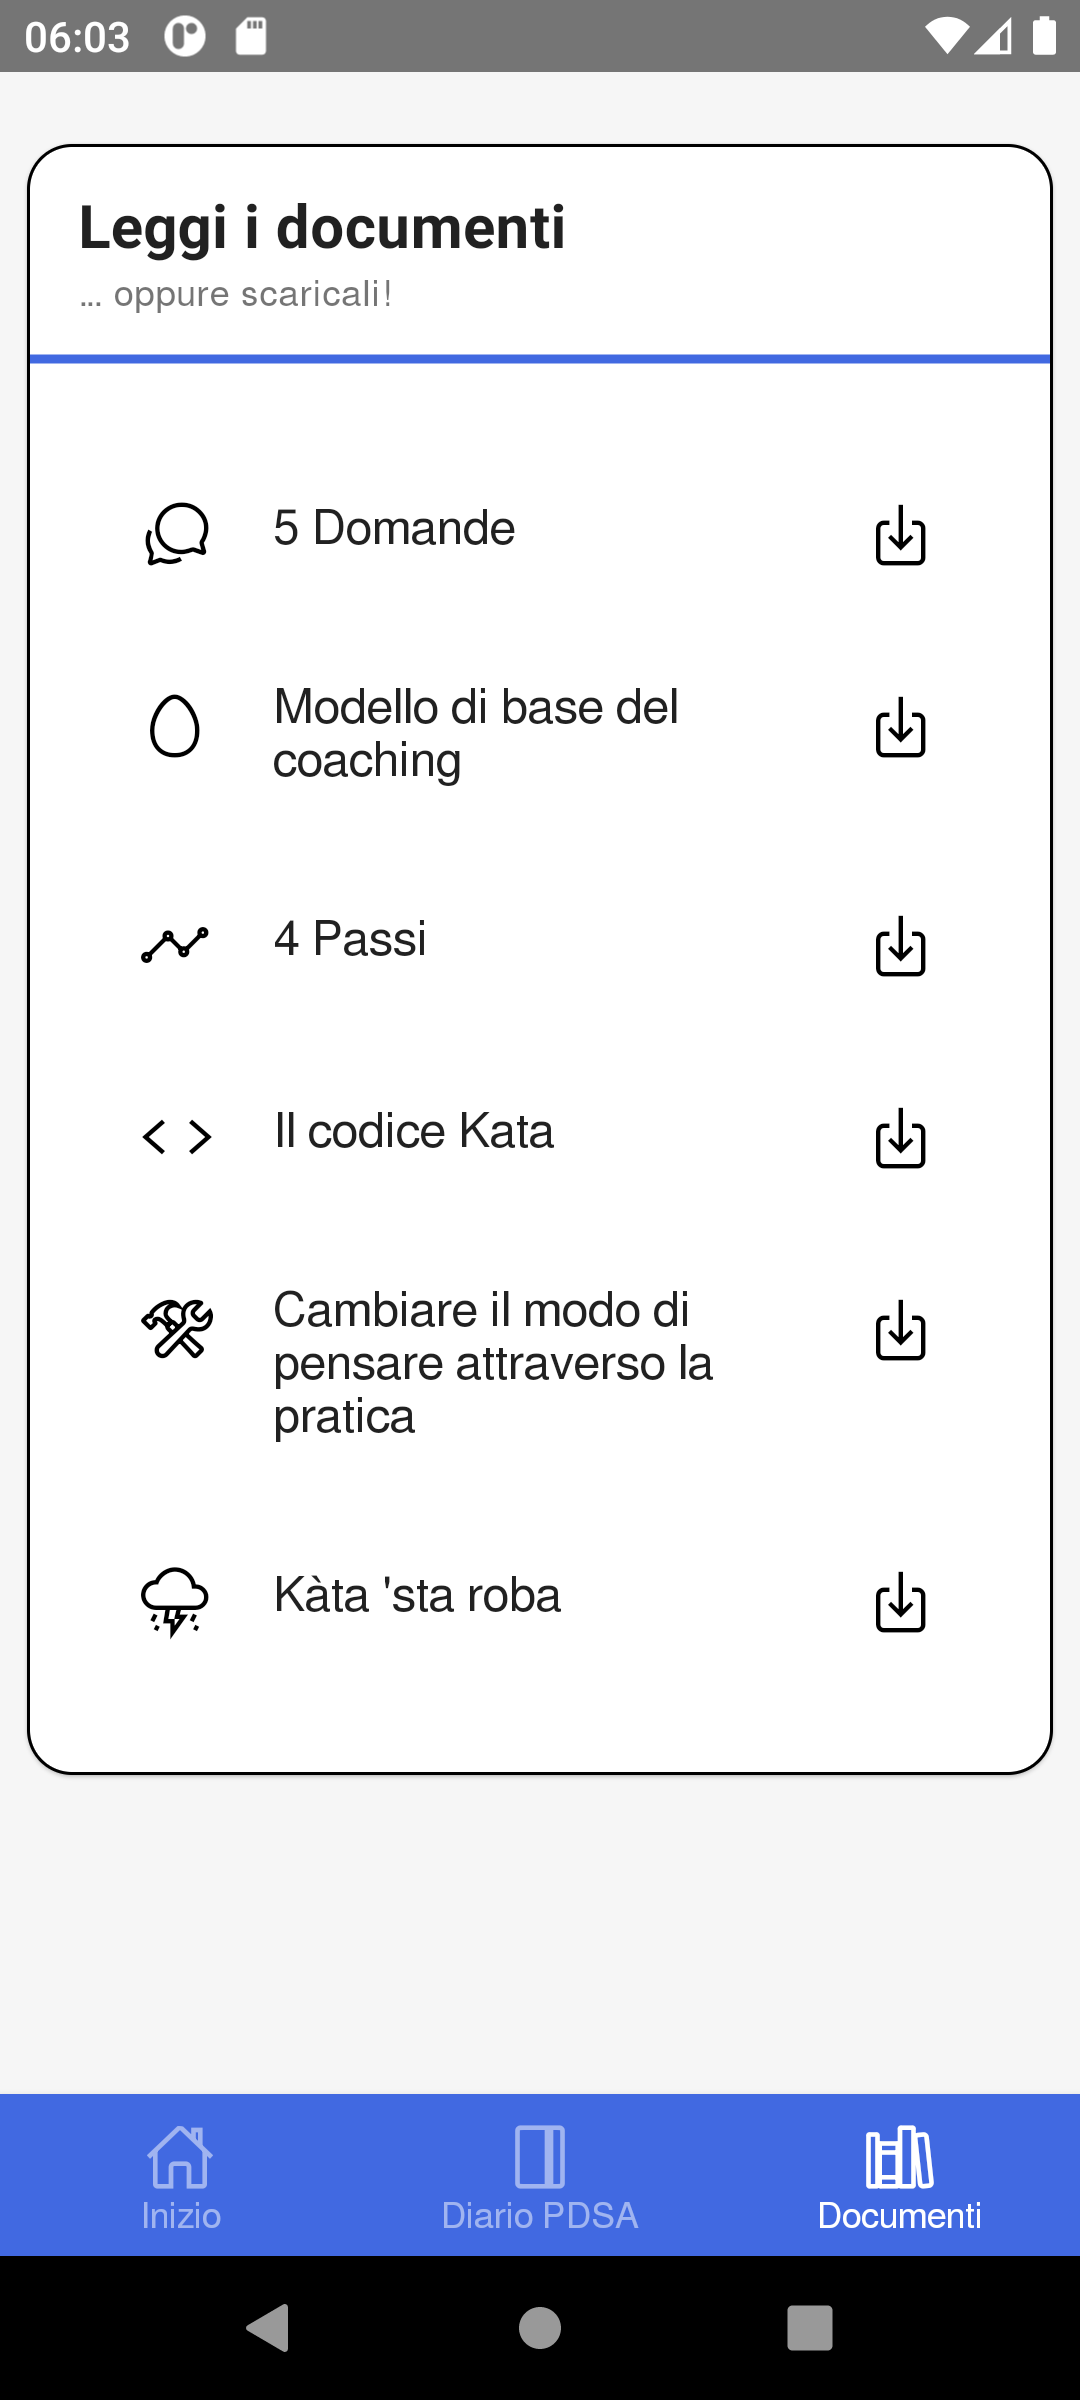 06:03
Leggi i documenti
... oppure scaricali!
5 Domande
Modello di base del
coaching
4 Passi
Il codice Kata
Cambiare il modo di
pensare attraverso la
pratica
Kàta 'sta roba
Inizio
Diario PDSA
Documenti